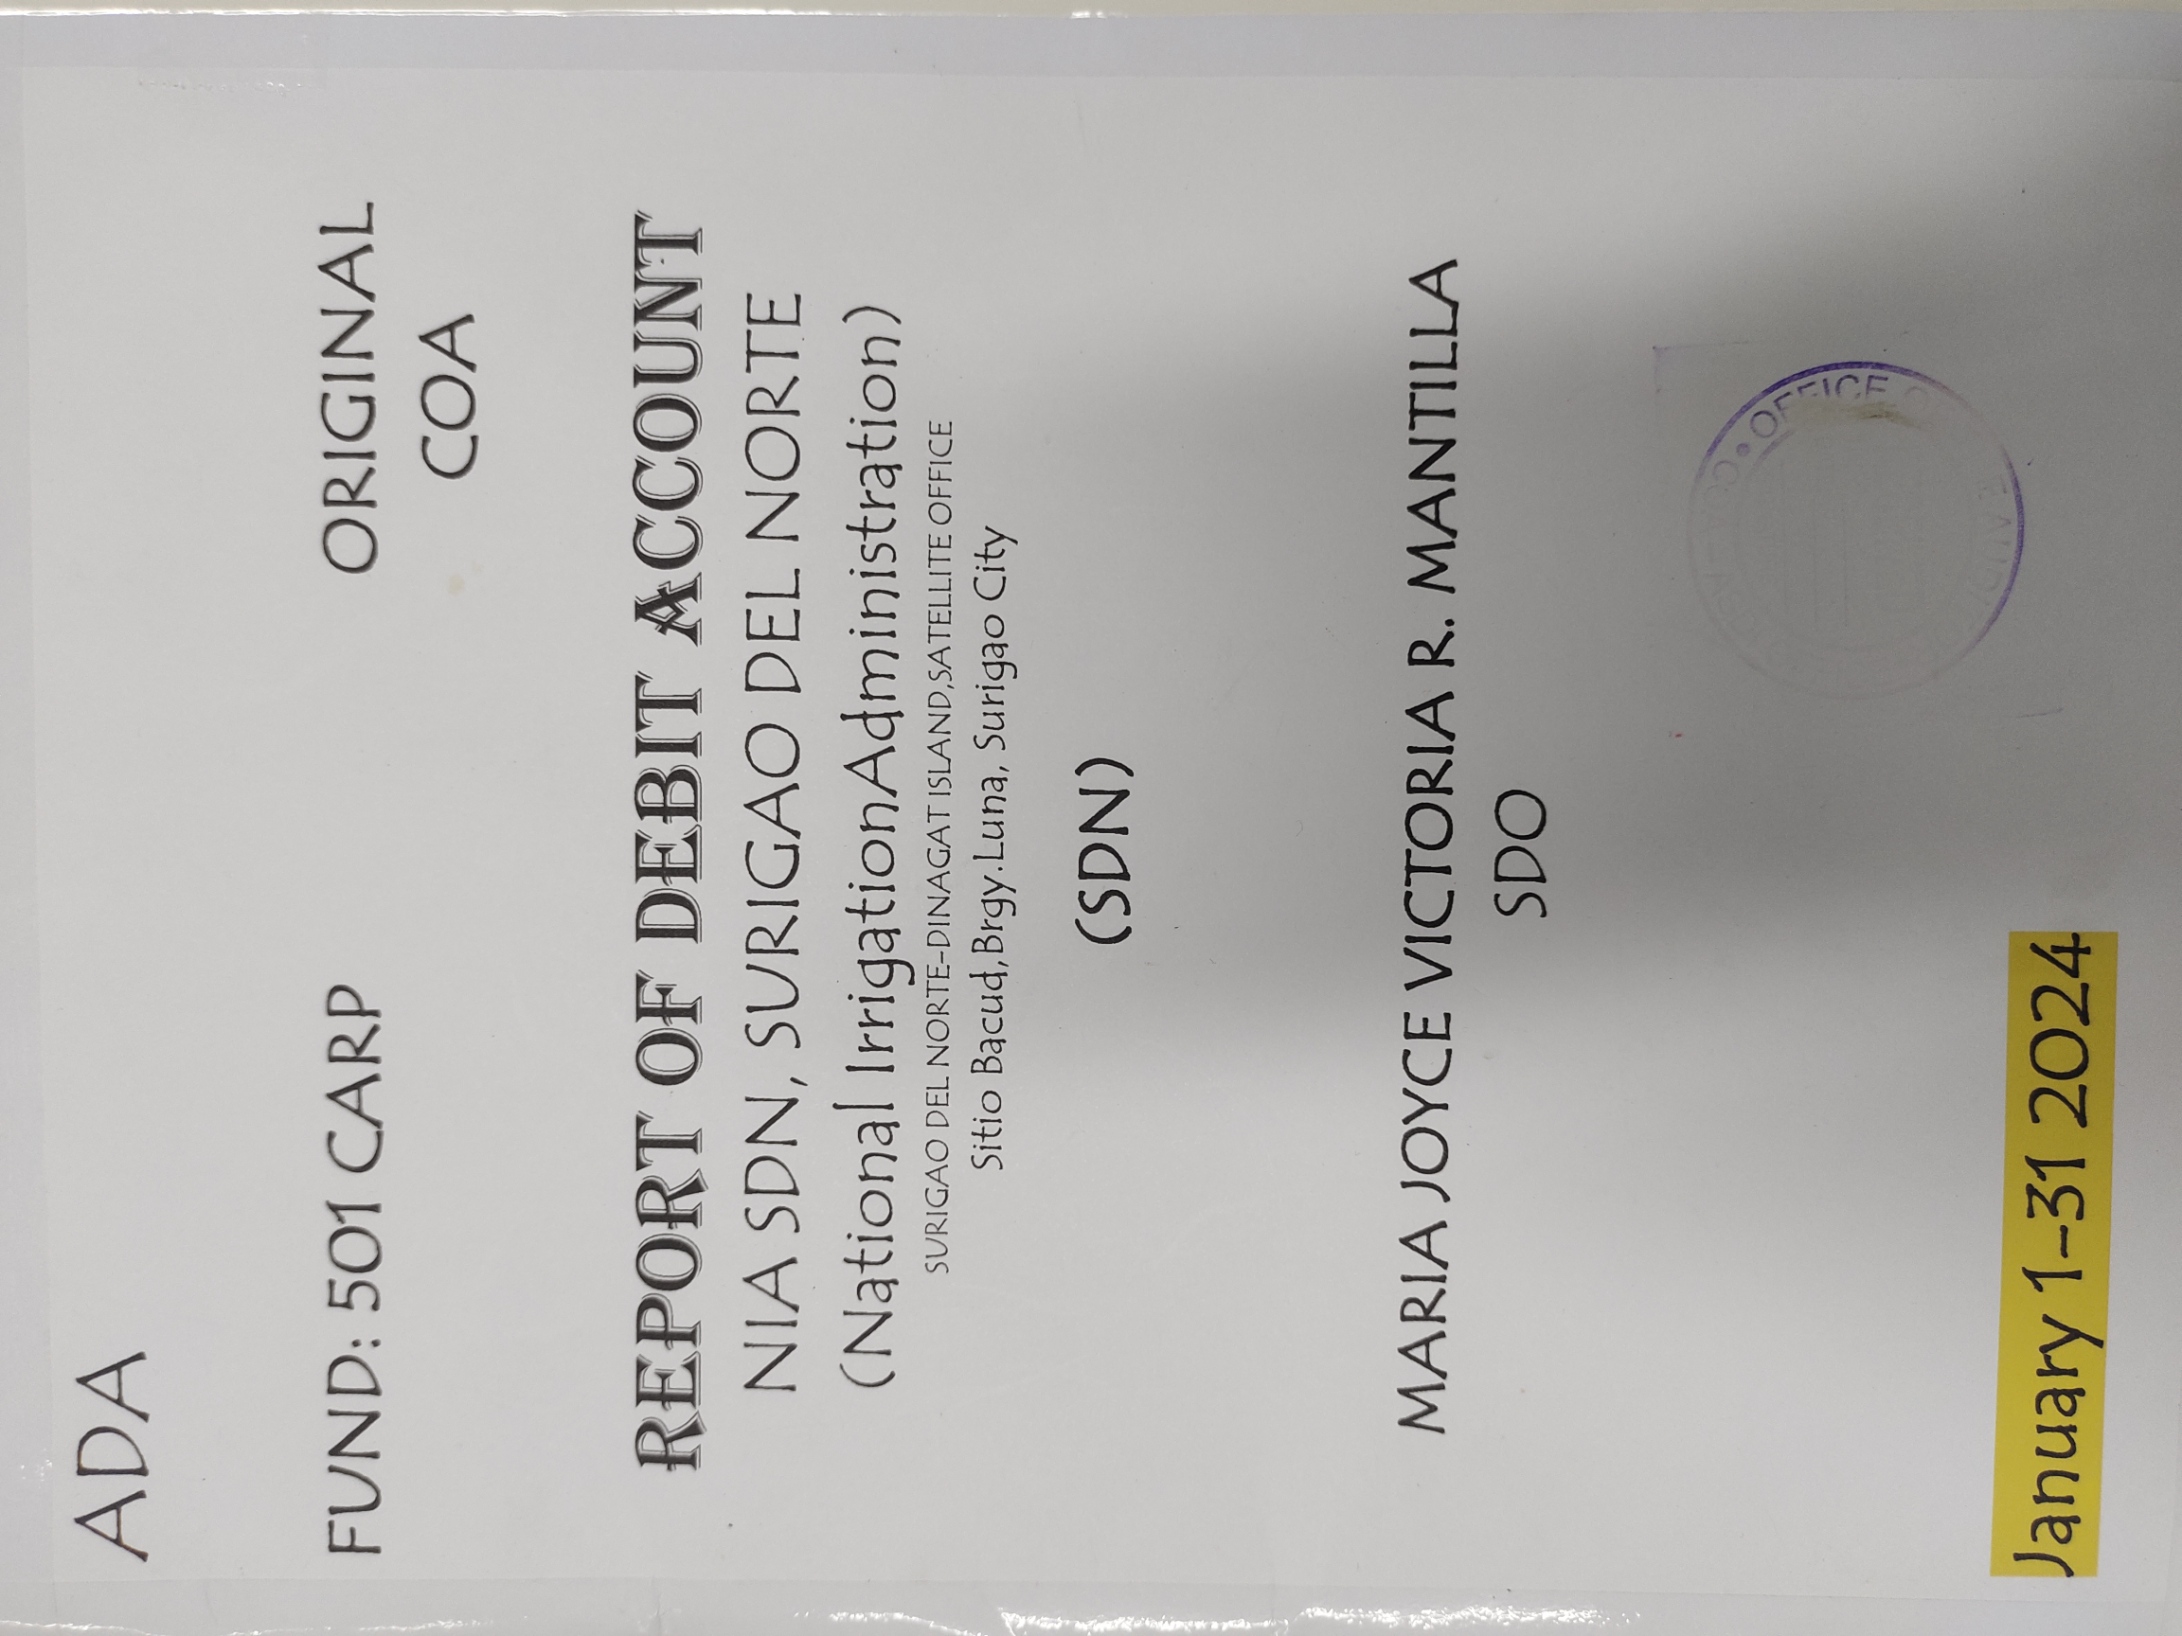 ADA
FUND: 501 CARP
ORIGINAL
COA
REPORT OF DEBIT ACCOUNT
NIA SDN, SURIGAO DEL NORTE
(National IrrigationAdministration)
SURIGAO DEL NORTE-DINAGAT ISLAND,SATELLITE OFFICE
Sitio Bacud,Brgy.Luna, Surigao City
(SDN)
MARIA JOYCE VICTORIA R. MANTILLA
SDO
OFFICE
January 1-31 2024